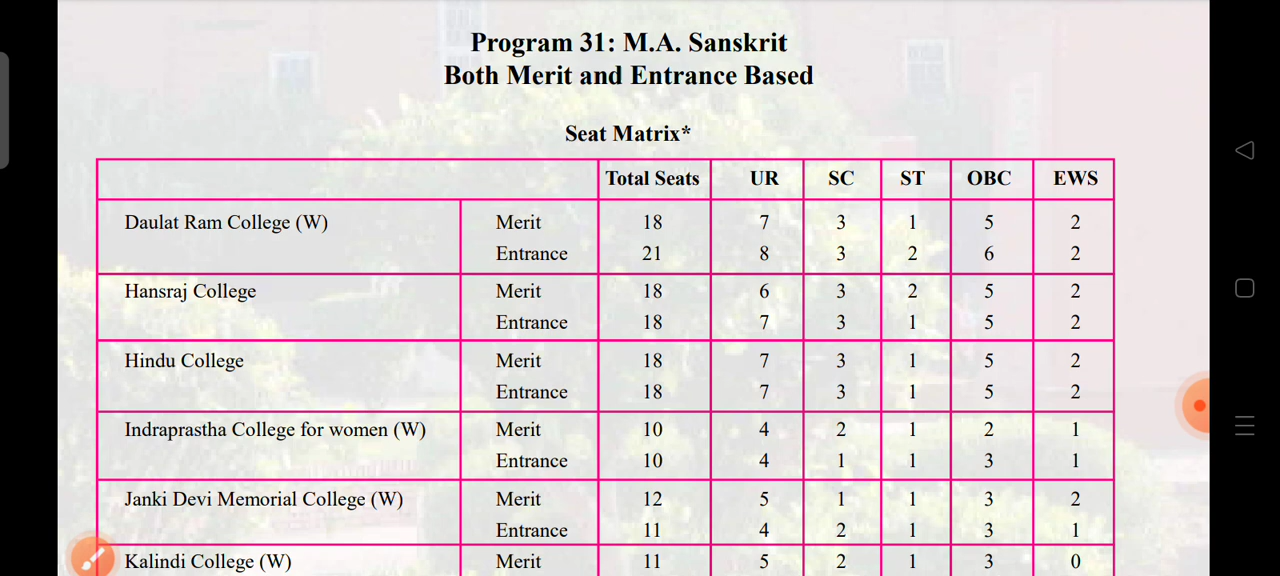 Program 31: M.A. Sanskrit
Both Merit and Entrance Based
Seat Matrix*
Total Seats UR SC ST OBC EWS
Daulat Ram College (W) Merit 18 7 3 1 5 2
Entrance 21 8 3 2 6 2
Hansraj College Merit 18 6 3 2 5 2
Entrance 18 7 3 1 5 2
Hindu College Merit 18 7 3 1 5 2
Entrance 18 7 3 1 5 2
Indraprastha College for women (W) Merit 10 4 2 1 2 1
Entrance 10 4 1 1 3 1
Janki Devi Memorial College (W) Merit 12 5 1 1 3 2
Entrance 11 4 2 1 3 1
Kalindi College (W) Merit 11 5 2 1 3 0